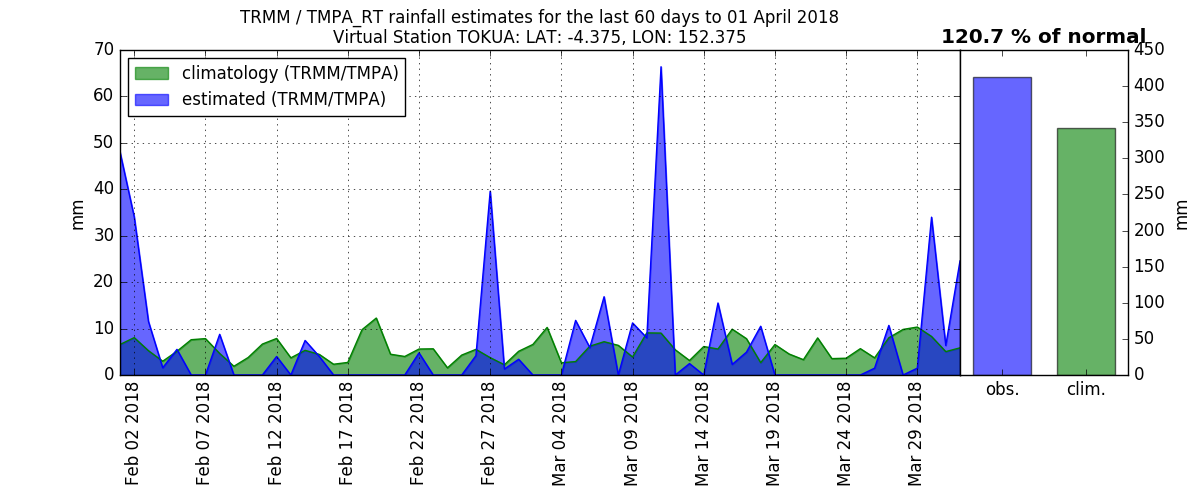 TRMM / TMPA_RT rainfall estimates for the last 60 days to 01 April 2018
Virtual Station TOKUA: LAT: -4.375, LON: 152.375
120.7 % of normal
climatology (TRMM/TMPA)
estimated (TRMM/TMPA)
70
60
50
40
30
20
10
0
mm
450
400
350
300
250
200
150
100
50
0
mm
Feb 02 2018
Feb 07 2018
Feb 12 2018
Feb 17 2018
Feb 22 2018
Feb 27 2018
Mar 04 2018
Mar 09 2018
Mar 14 2018
Mar 19 2018
Mar 24 2018
Mar 29 2018
obs.
clim.